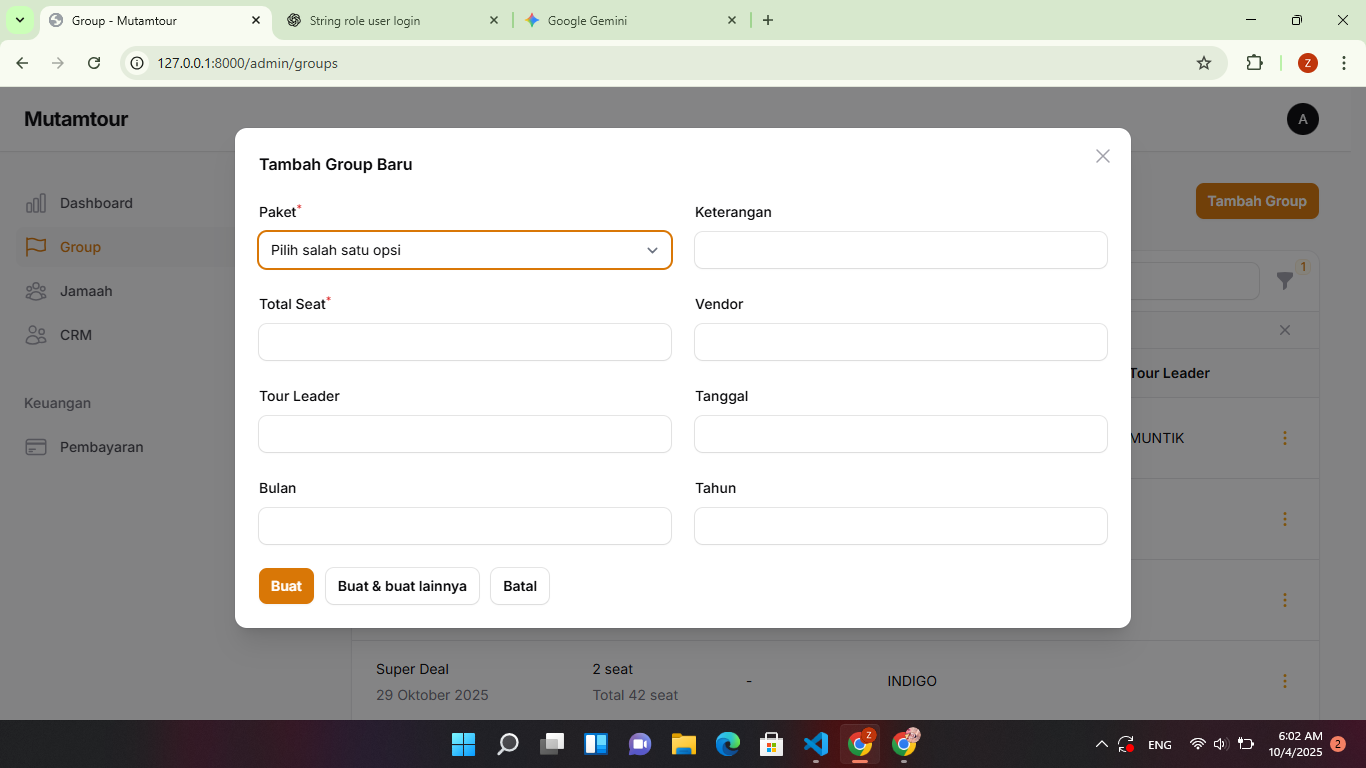 Group - Mutamtour
String role user login
Google Gemini
127.0.0.1:8000/admin/groups
Z
Mutamtour
A
Dashboard
Group
Jamaah
CRM
Keuangan
Pembayaran
Tambah Group
1
Tour Leader
MUNTIK
Tambah Group Baru
Paket*
Keterangan
Pilih salah satu opsi
Total Seat*
Vendor
Tour Leader
Tanggal
Bulan
Tahun
Buat
Buat & buat lainnya
Batal
Super Deal
2 seat
-
INDIGO
29 Oktober 2025
Total 42 seat
Z
ENG
6:02 AM
10/4/2025
2